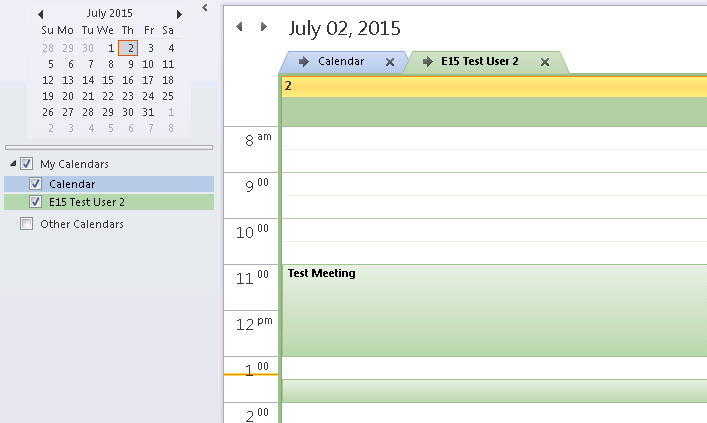 July 2015
Su Mo Tu We Th Fr Sa
28 29 30 1 2 3 4
5 6 7 8 9 10 11
12 13 14 15 16 17 18
19 20 21 22 23 24 25
26 27 28 29 30 31 1
2 3 4 5 6 7 8
My Calendars
Calendar
E15 Test User 2
Other Calendars
July 02, 2015
Calendar
E15 Test User 2
2
8 am
9 00
10 00
11 00
Test Meeting
12 pm
1 00
2 00